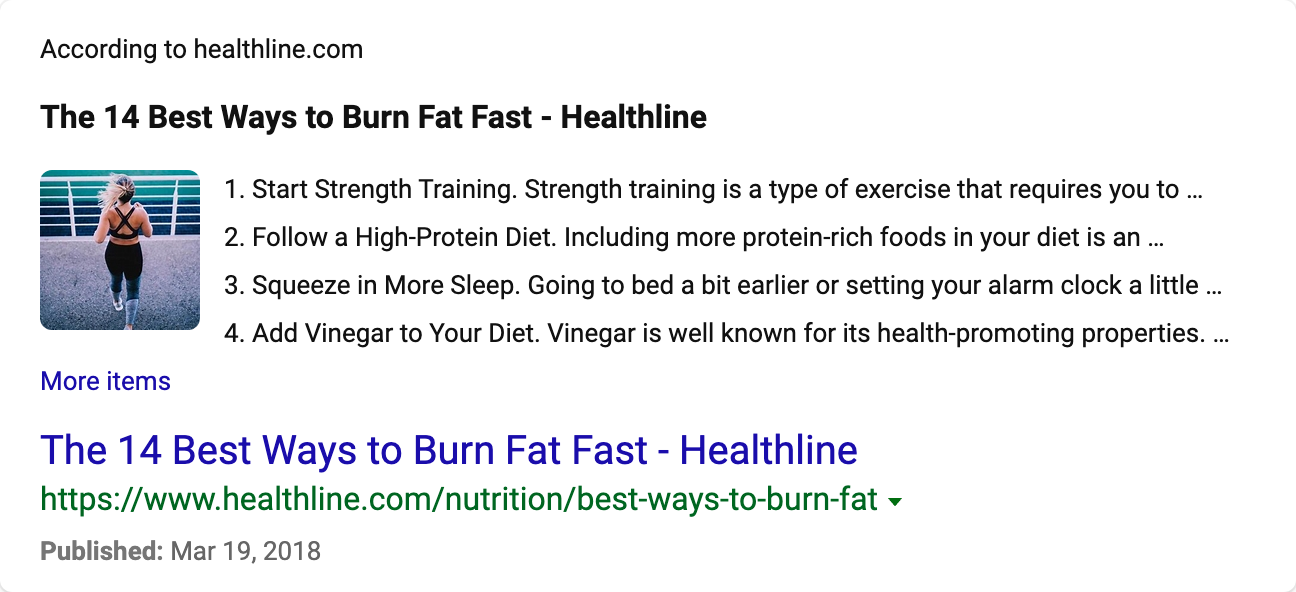 According to healthline.com
The 14 Best Ways to Burn Fat Fast - Healthline
1. Start Strength Training. Strength training is a type of exercise that requires you to ...
2. Follow a High-Protein Diet. Including more protein-rich foods in your diet is an ...
3. Squeeze in More Sleep. Going to bed a bit earlier or setting your alarm clock a little ...
4. Add Vinegar to Your Diet. Vinegar is well known for its health-promoting properties. ...
More items
The 14 Best Ways to Burn Fat Fast - Healthline
https://www.healthline.com/nutrition/best-ways-to-burn-fat
Published: Mar 19, 2018